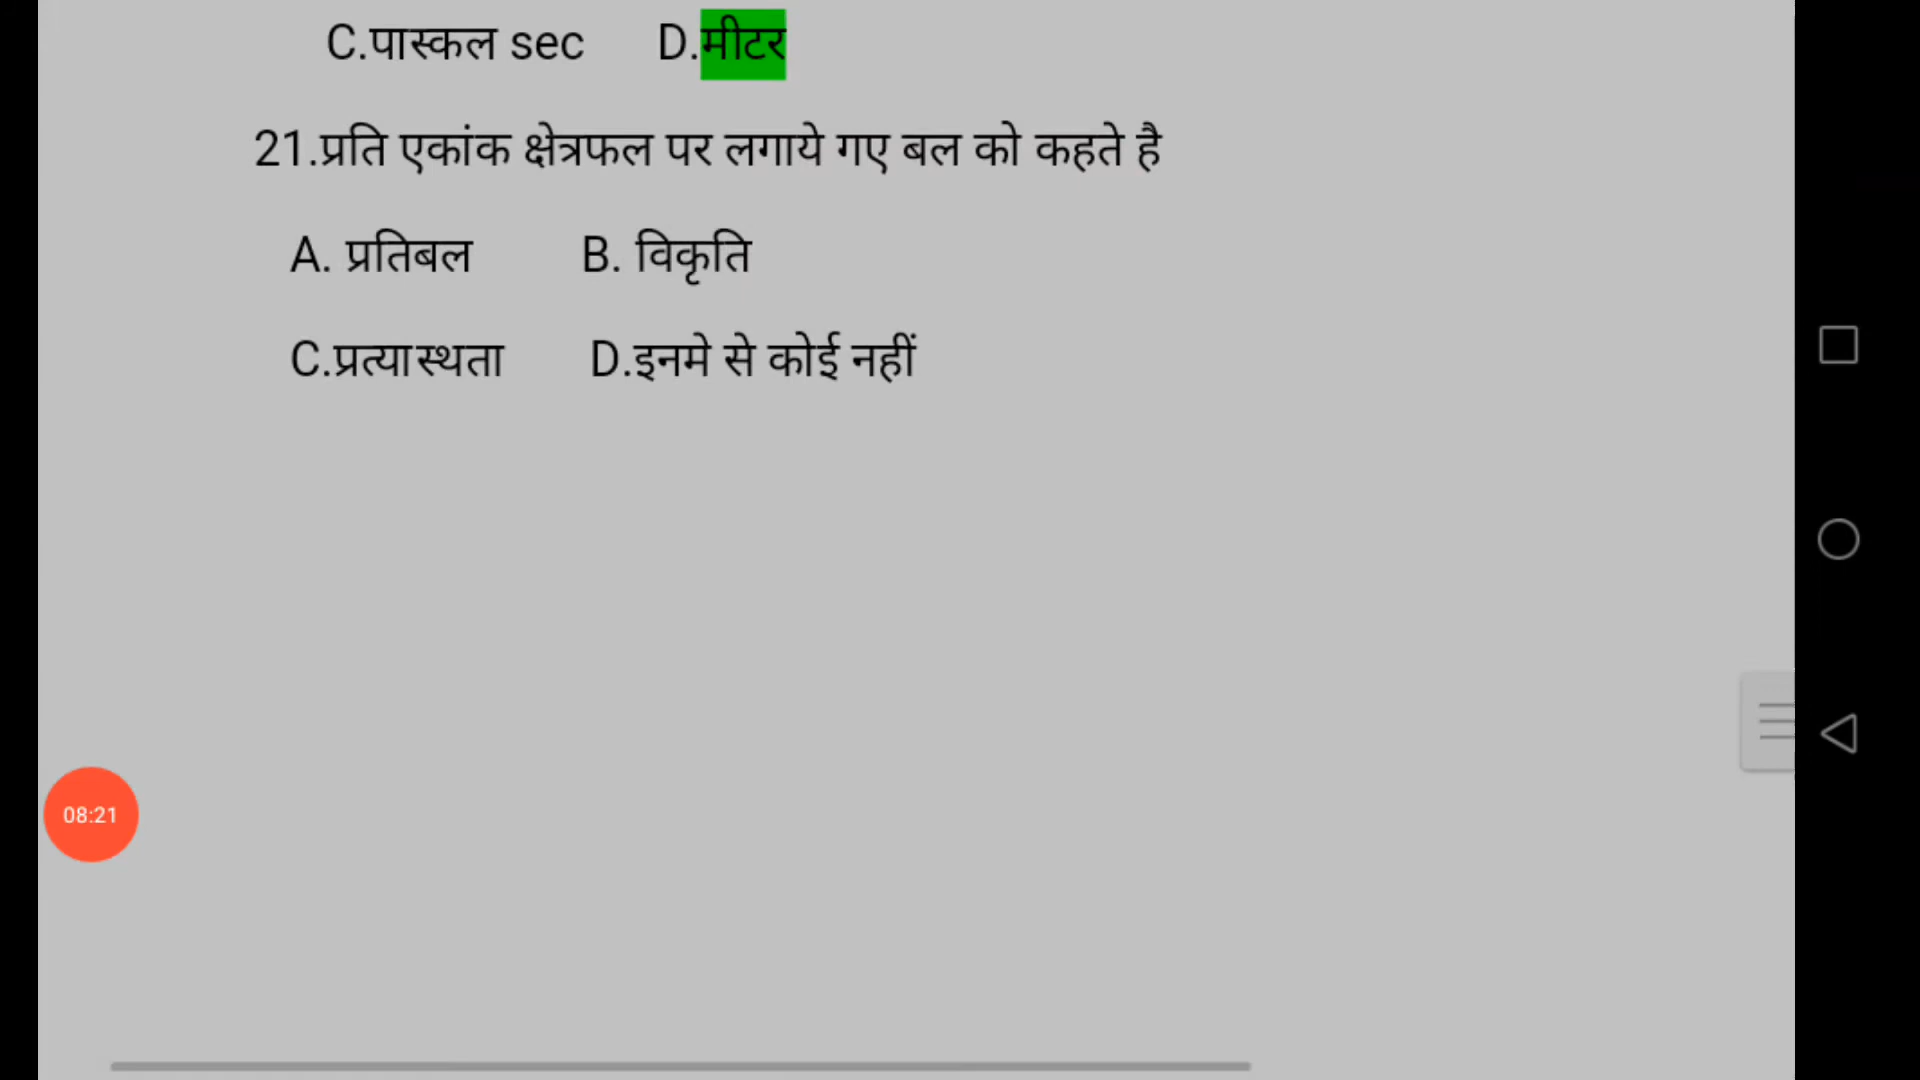 C.पास्कल sec D.मीटर
21.प्रति एकांक क्षेत्रफल पर लगाये गए बल को कहते है
A. प्रतिबल B. विकृति
C.प्रत्यास्थता D.इनमे से कोई नहीं
08:21